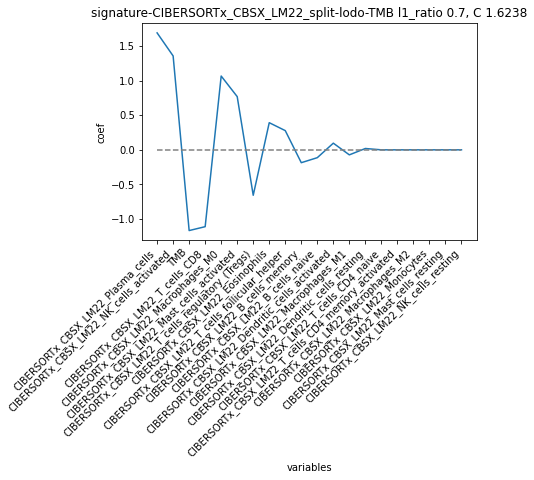 signature-CIBERSORTx_CBSX_LM22_split-lodo-TMB l1_ratio 0.7, C 1.6238
1.5
1.0
0.5
0.0
−0.5
−1.0
coef
CIBERSORTx_CBSX_LM22_Plasma_cells
CIBERSORTx_CBSX_LM22_NK_cells_activated
TMB
CIBERSORTx_CBSX_LM22_T_cells_CD8
CIBERSORTx_CBSX_LM22_Macrophages_M0
CIBERSORTx_CBSX_LM22_Mast_cells_activated
CIBERSORTx_CBSX_LM22_T_cells_regulatory_(Tregs)
CIBERSORTx_CBSX_LM22_Eosinophils
CIBERSORTx_CBSX_LM22_T_cells_follicular_helper
CIBERSORTx_CBSX_LM22_B_cells_memory
CIBERSORTx_CBSX_LM22_B_cells_naive
CIBERSORTx_CBSX_LM22_Dendritic_cells_activated
CIBERSORTx_CBSX_LM22_Macrophages_M1
CIBERSORTx_CBSX_LM22_Dendritic_cells_resting
CIBERSORTx_CBSX_LM22_T_cells_CD4_naive
CIBERSORTx_CBSX_LM22_T_cells_CD4_memory_activated
CIBERSORTx_CBSX_LM22_Macrophages_M2
CIBERSORTx_CBSX_LM22_Monocytes
CIBERSORTx_CBSX_LM22_Mast_cells_resting
CIBERSORTx_CBSX_LM22_NK_cells_resting
variables